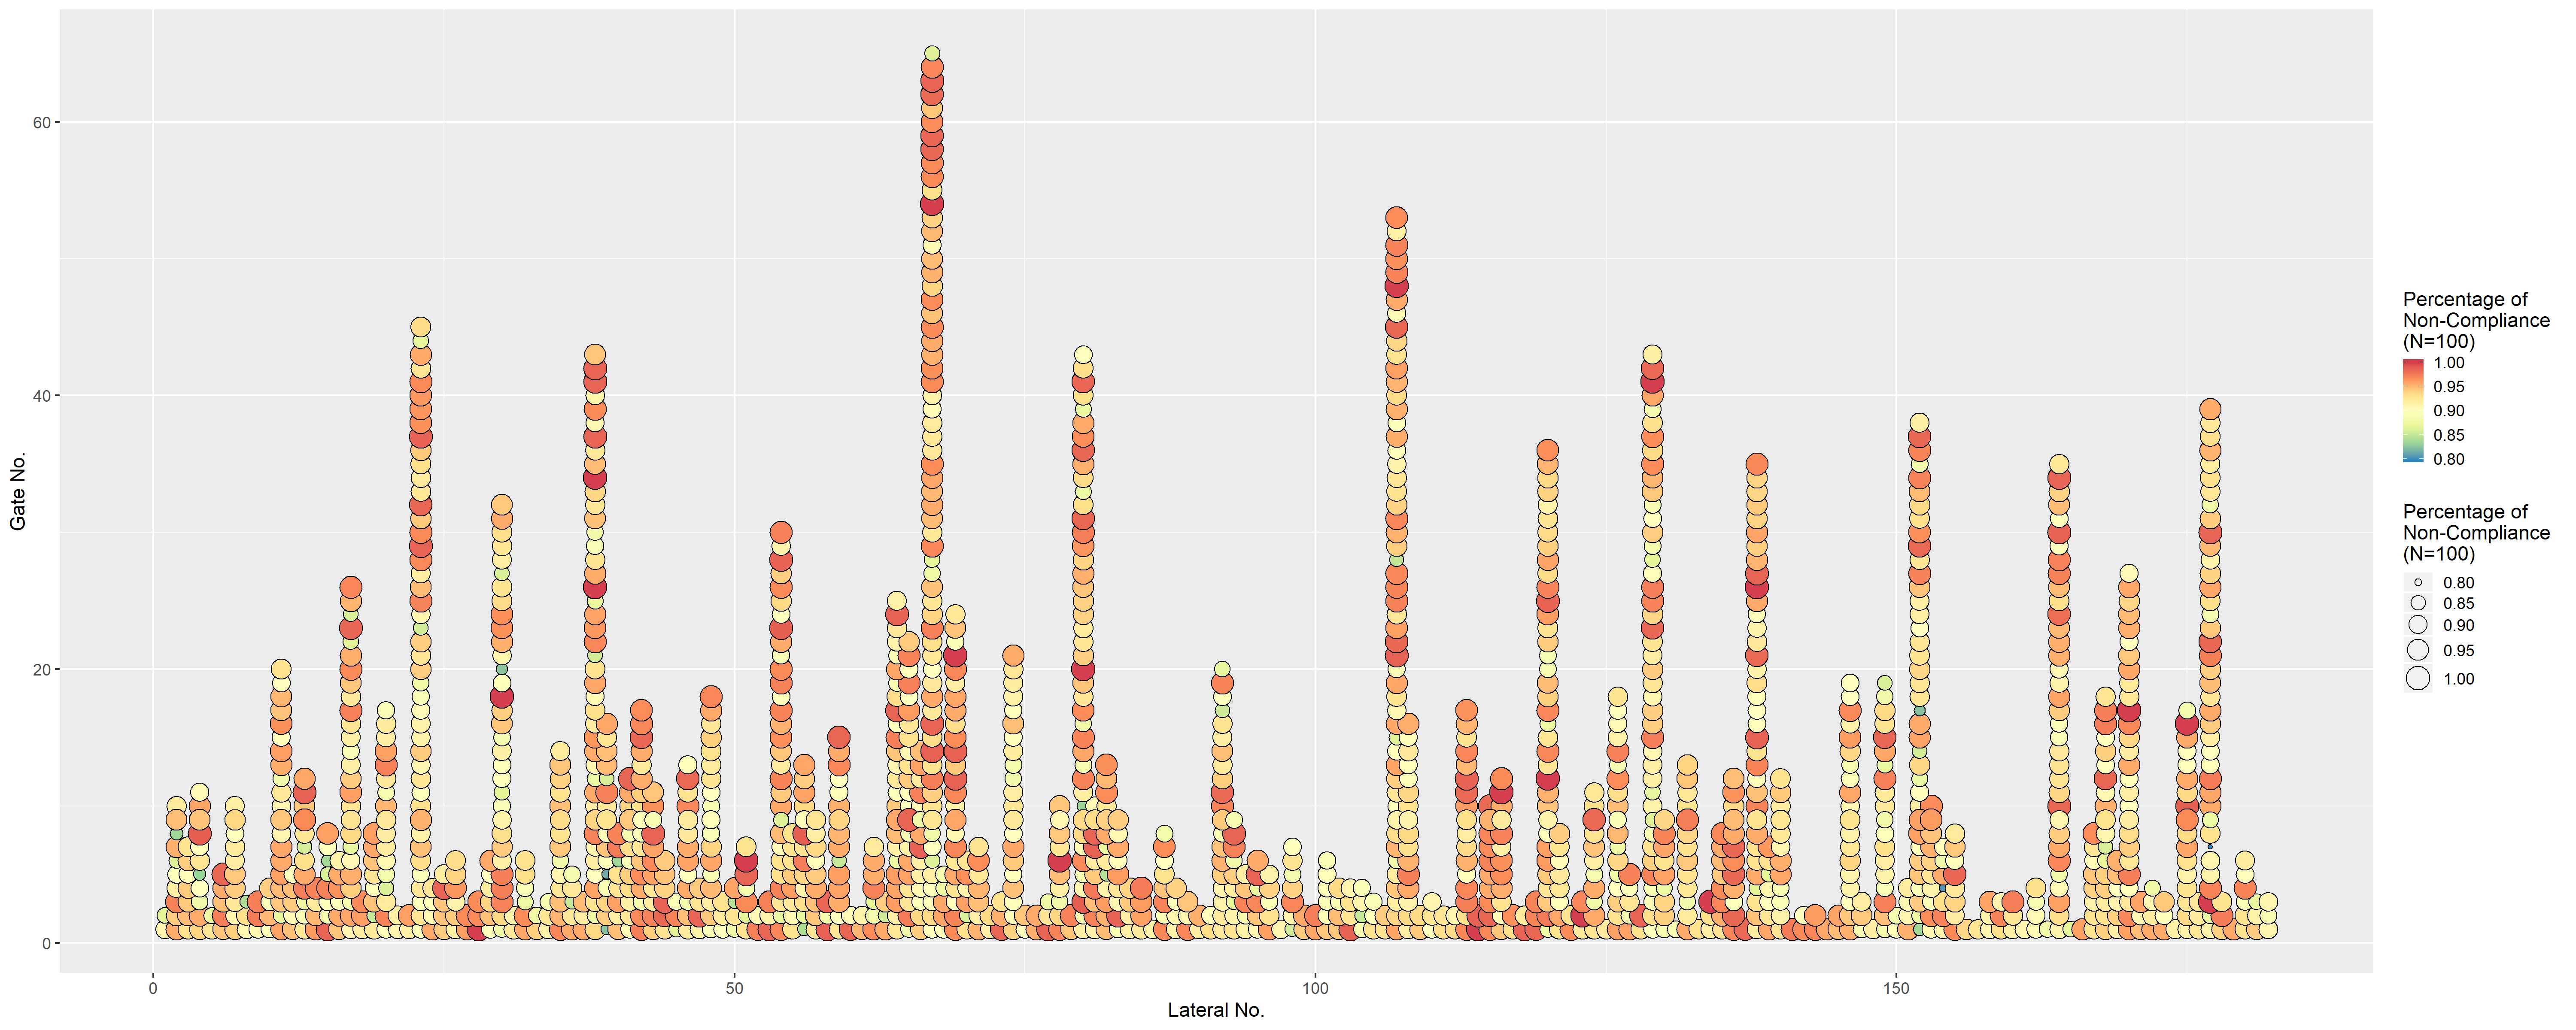 60
40
20
0
Gate No.
0
50
100
150
Lateral No.
Percentage of
Non-Compliance
(N=100)
1.00
0.95
0.90
0.85
0.80
Percentage of
Non-Compliance
(N=100)
0.80
0.85
0.90
0.95
1.00